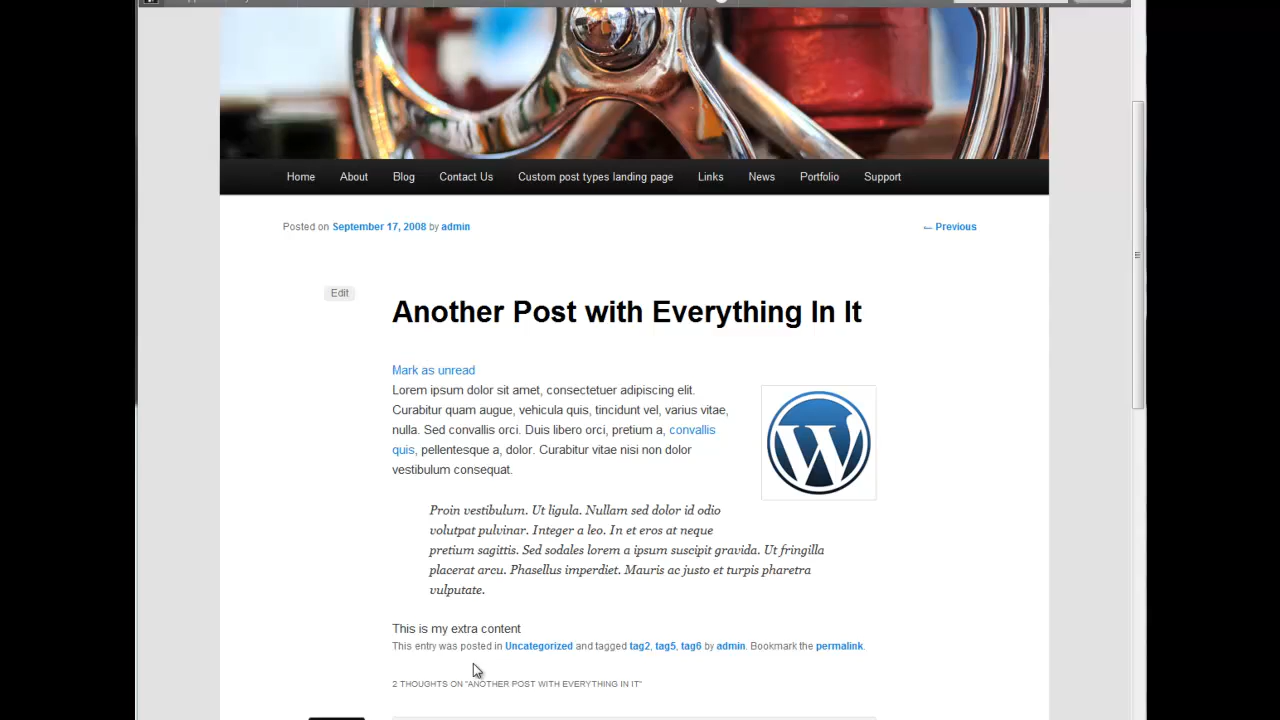 Home About Blog Contact Us Custom post types landing page Links News Portfolio Support
Posted on September 17, 2008 by admin
← Previous
Edit
Another Post with Everything In It
Mark as unread
Lorem ipsum dolor sit amet, consectetuer adipiscing elit.
Curabitur quam augue, vehicula quis, tincidunt vel, varius vitae,
nulla. Sed convallis orci. Duis libero orci, pretium a, convallis
quis, pellentesque a, dolor. Curabitur vitae nisi non dolor
vestibulum consequat.
Proin vestibulum. Ut ligula. Nullam sed dolor id odio
volutpat pulvinar. Integer a leo. In et eros at neque
pretium sagittis. Sed sodales lorem a ipsum suscipit gravida. Ut fringilla
placerat arcu. Phasellus imperdiet. Mauris ac justo et turpis pharetra
vulputate.
This is my extra content
This entry was posted in Uncategorized and tagged tag2, tag5, tag6 by admin. Bookmark the permalink.
2 THOUGHTS ON "ANOTHER POST WITH EVERYTHING IN IT"